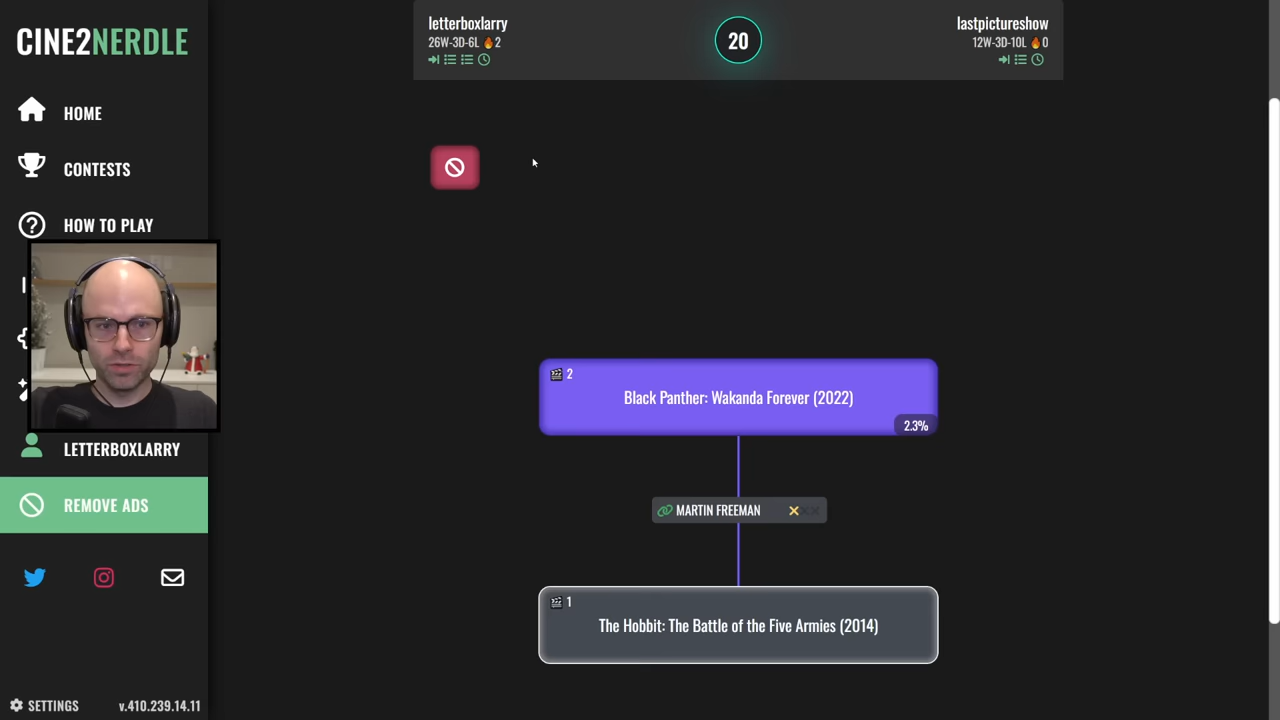 CINE2NERDLE
HOME
CONTESTS
HOW TO PLAY
LETTERBOXLARRY
REMOVE ADS
SETTINGS
v.410.239.14.11
letterboxlarry
26W-3D-6L 🔥2
20
lastpictureshow
12W-3D-10L 🔥0
2
Black Panther: Wakanda Forever (2022)
2.3%
MARTIN FREEMAN
1
The Hobbit: The Battle of the Five Armies (2014)